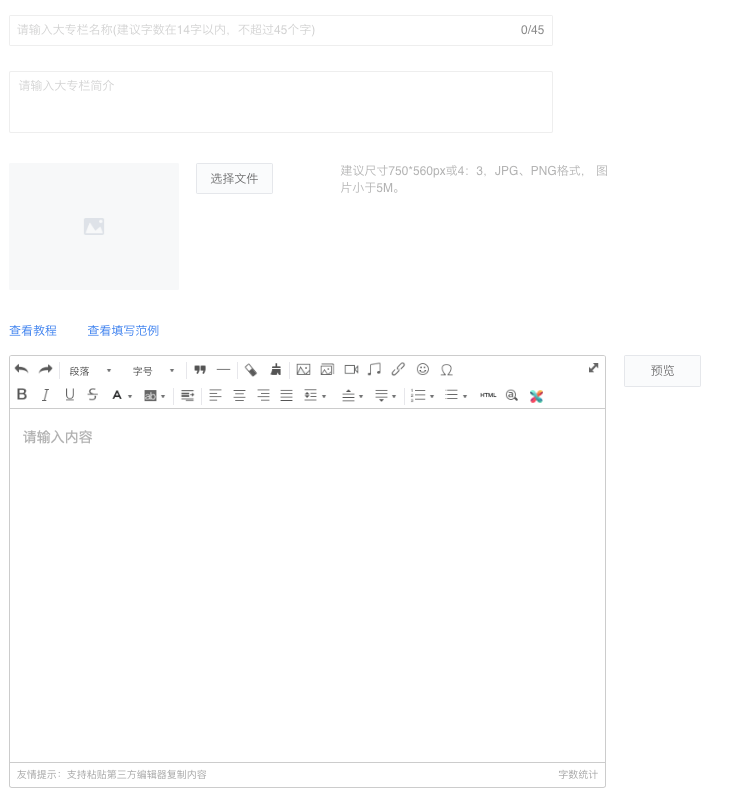 请输入大专栏名称(建议字数在14字以内，不超过45个字)
0/45
请输入大专栏简介
选择文件
建议尺寸750*560px或4：3，JPG、PNG格式， 图
片小于5M。
查看教程
查看填写范例
段落
字号
预览
B I U S A ab
HTML
请输入内容
友情提示：支持粘贴第三方编辑器复制内容
字数统计